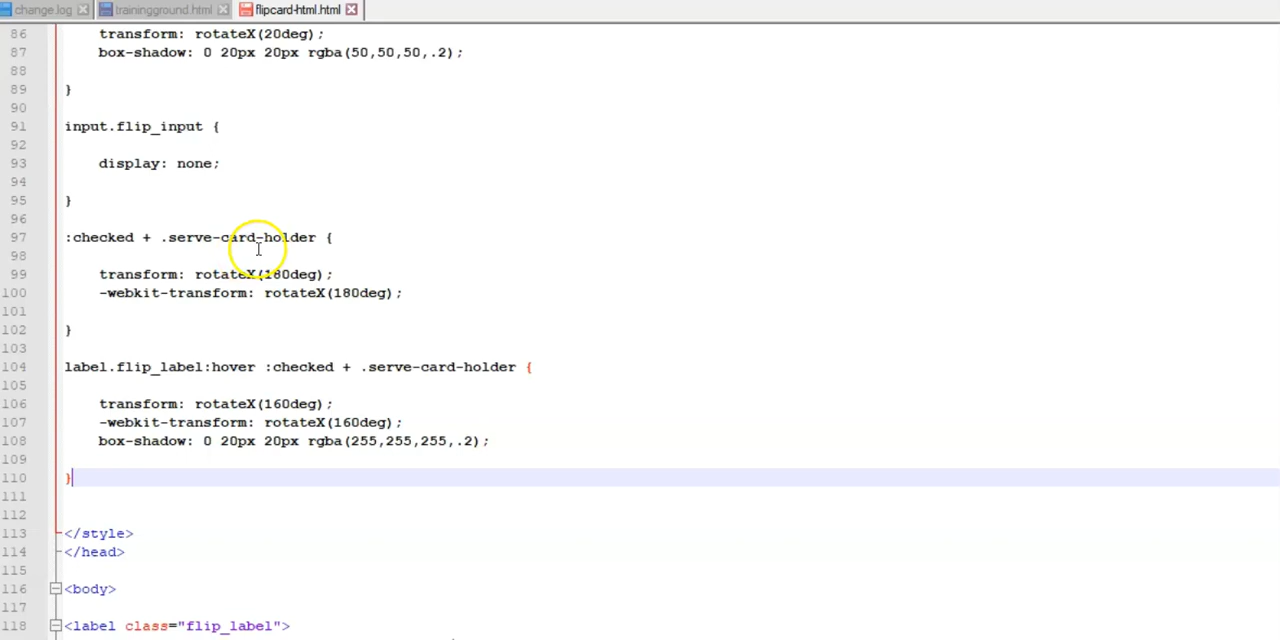 change.log trainingground.html flipcard-html.html
86 transform: rotateX(20deg);
87 box-shadow: 0 20px 20px rgba(50,50,50,.2);
88
89 }
90
91 input.flip_input {
92
93 display: none;
94
95 }
96
97 :checked + .serve-card-holder {
98
99 transform: rotateX(180deg);
100 -webkit-transform: rotateX(180deg);
101
102 }
103
104 label.flip_label:hover :checked + .serve-card-holder {
105
106 transform: rotateX(160deg);
107 -webkit-transform: rotateX(160deg);
108 box-shadow: 0 20px 20px rgba(255,255,255,.2);
109
110 }
111
112
113 </style>
114 </head>
115
116 <body>
117
118 <label class="flip_label">